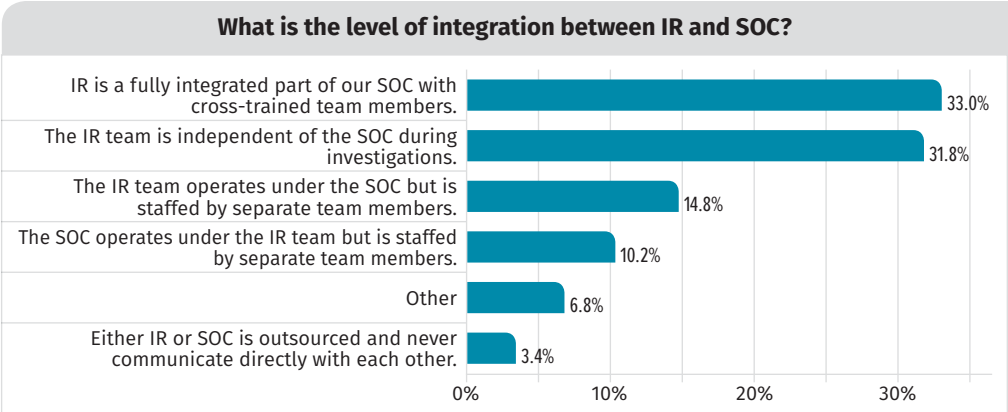 What is the level of integration between IR and SOC?
IR is a fully integrated part of our SOC with
cross-trained team members.
33.0%
The IR team is independent of the SOC during
investigations.
31.8%
The IR team operates under the SOC but is
staffed by separate team members.
14.8%
The SOC operates under the IR team but is staffed
by separate team members.
10.2%
Other
6.8%
Either IR or SOC is outsourced and never
communicate directly with each other.
3.4%
0% 10% 20% 30%